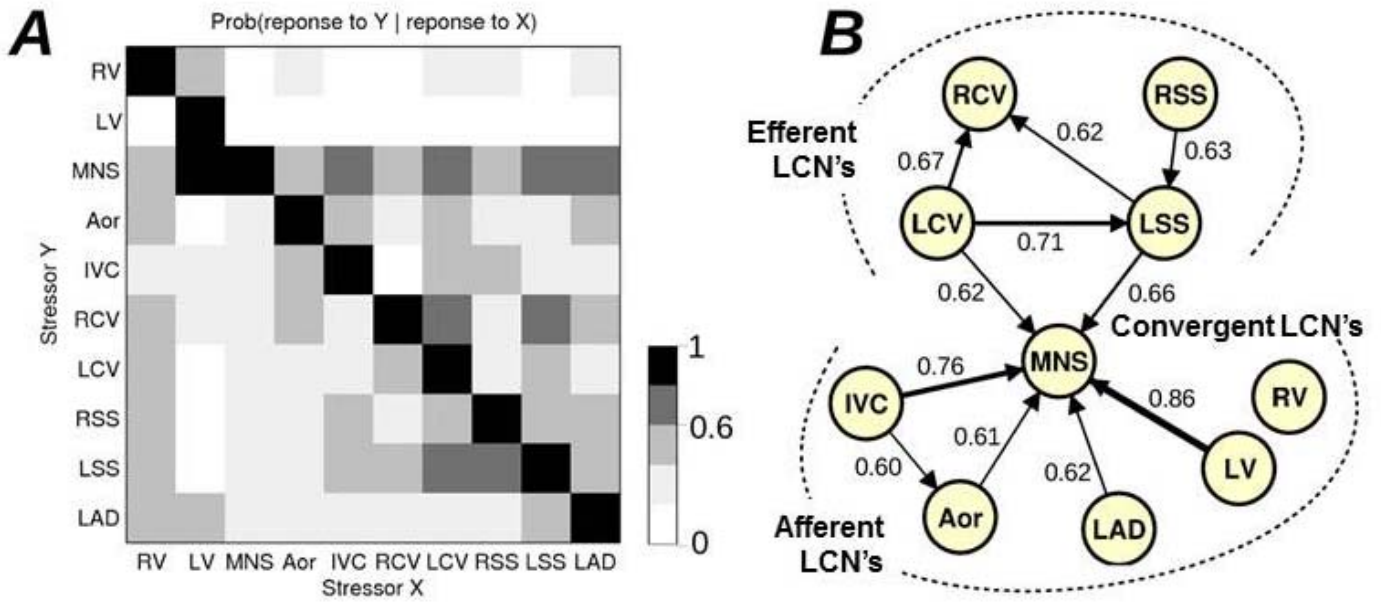 A
Prob(reponse to Y | reponse to X)
Stressor Y
RV
LV
MNS
Aor
IVC
RCV
LCV
RSS
LSS
LAD
RV LV MNS Aor IVC RCV LCV RSS LSS LAD
Stressor X
1
0.6
0
B
Efferent
LCN's
RCV
RSS
0.62
0.67
0.63
LCV
LSS
0.71
0.62
0.66
Convergent LCN's
MNS
0.76
0.86
IVC
RV
0.61
0.60
0.62
LV
Aor
LAD
Afferent
LCN's